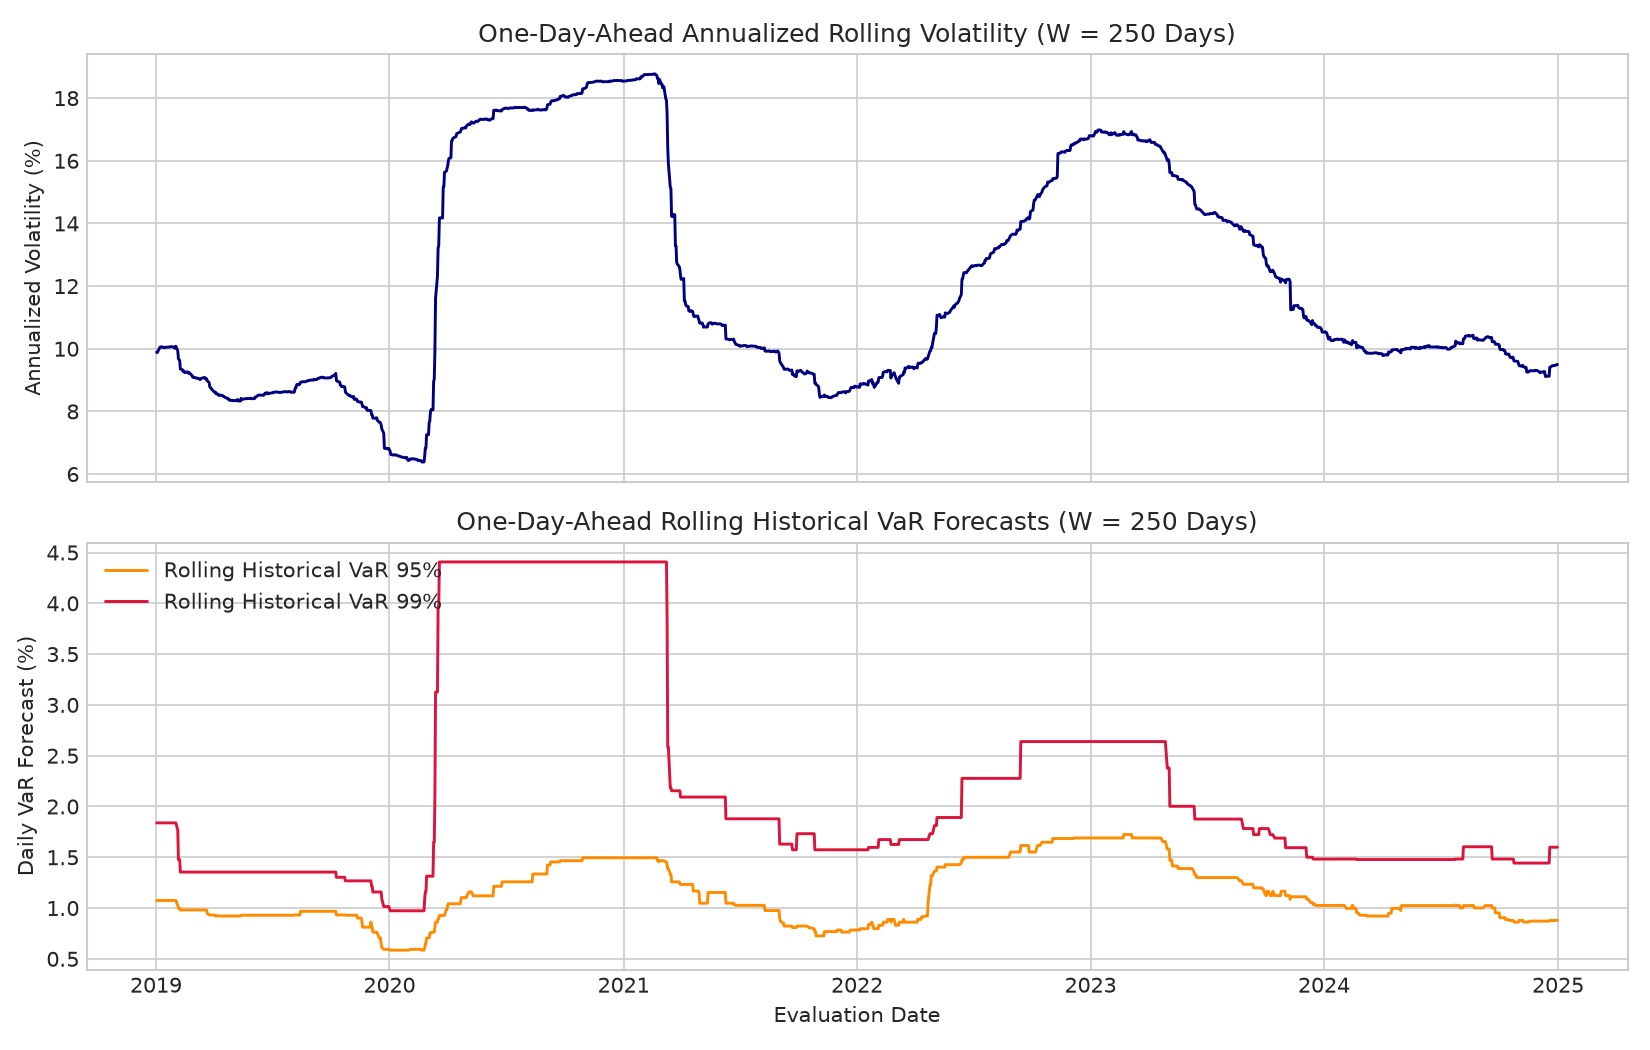 One-Day-Ahead Annualized Rolling Volatility (W = 250 Days)
Annualized Volatility (%)
18
16
14
12
10
8
6
One-Day-Ahead Rolling Historical VaR Forecasts (W = 250 Days)
Daily VaR Forecast (%)
4.5
4.0
3.5
3.0
2.5
2.0
1.5
1.0
0.5
Rolling Historical VaR 95%
Rolling Historical VaR 99%
2019 2020 2021 2022 2023 2024 2025
Evaluation Date